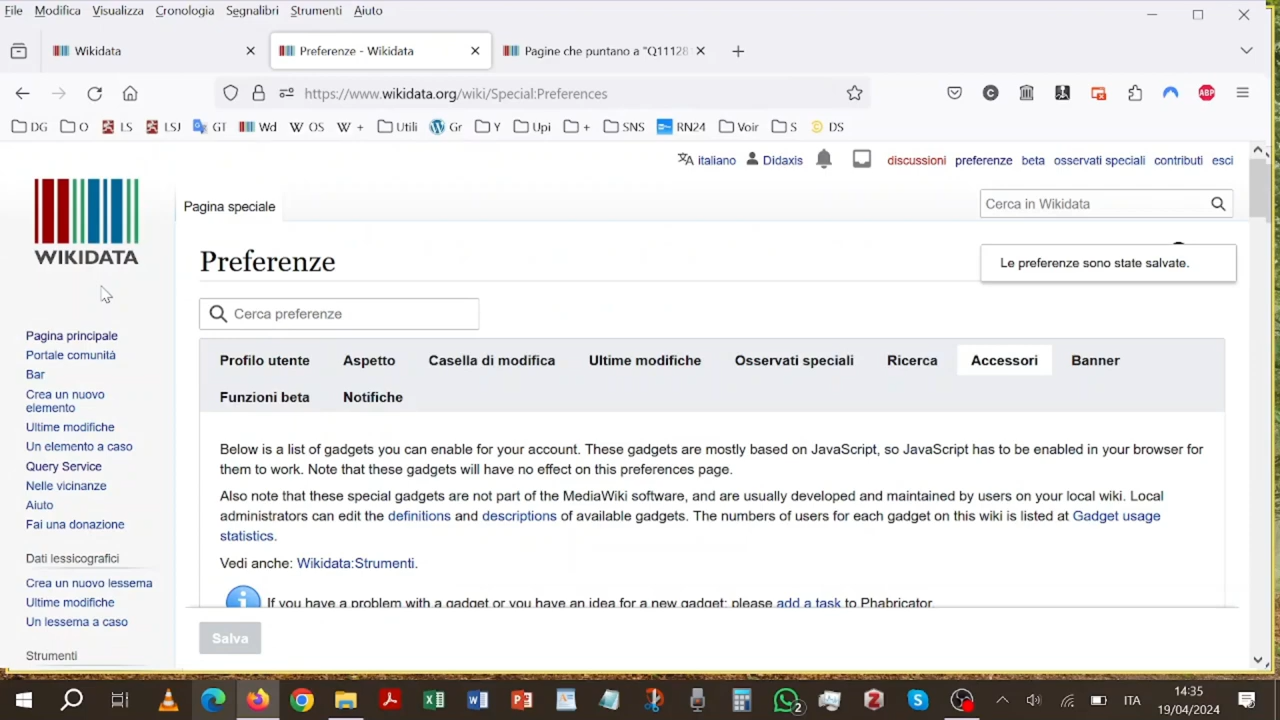 File Modifica Visualizza Cronologia Segnalibri Strumenti Aiuto
Wikidata
Preferenze - Wikidata
Pagine che puntano a "Q11128
https://www.wikidata.org/wiki/Special:Preferences
ABP
DG O LS LSJ GT Wd OS + Utili Gr Y Upi + SNS RN24 Voir S DS
italiano Didaxis discussioni preferenze beta osservati speciali contributi esci
WIKIDATA
Pagina speciale
Cerca in Wikidata
Preferenze
Le preferenze sono state salvate.
Cerca preferenze
Profilo utente Aspetto Casella di modifica Ultime modifiche Osservati speciali Ricerca Accessori Banner
Funzioni beta Notifiche
Below is a list of gadgets you can enable for your account. These gadgets are mostly based on JavaScript, so JavaScript has to be enabled in your browser for
them to work. Note that these gadgets will have no effect on this preferences page.
Also note that these special gadgets are not part of the MediaWiki software, and are usually developed and maintained by users on your local wiki. Local
administrators can edit the definitions and descriptions of available gadgets. The numbers of users for each gadget on this wiki is listed at Gadget usage
statistics.
Vedi anche: Wikidata:Strumenti.
If you have a problem with a gadget or you have an idea for a new gadget: please add a task to Phabricator.
Salva
Pagina principale
Portale comunità
Bar
Crea un nuovo
elemento
Ultime modifiche
Un elemento a caso
Query Service
Nelle vicinanze
Aiuto
Fai una donazione
Dati lessicografici
Crea un nuovo lessema
Ultime modifiche
Un lessema a caso
Strumenti
2
ITA
14:35
19/04/2024